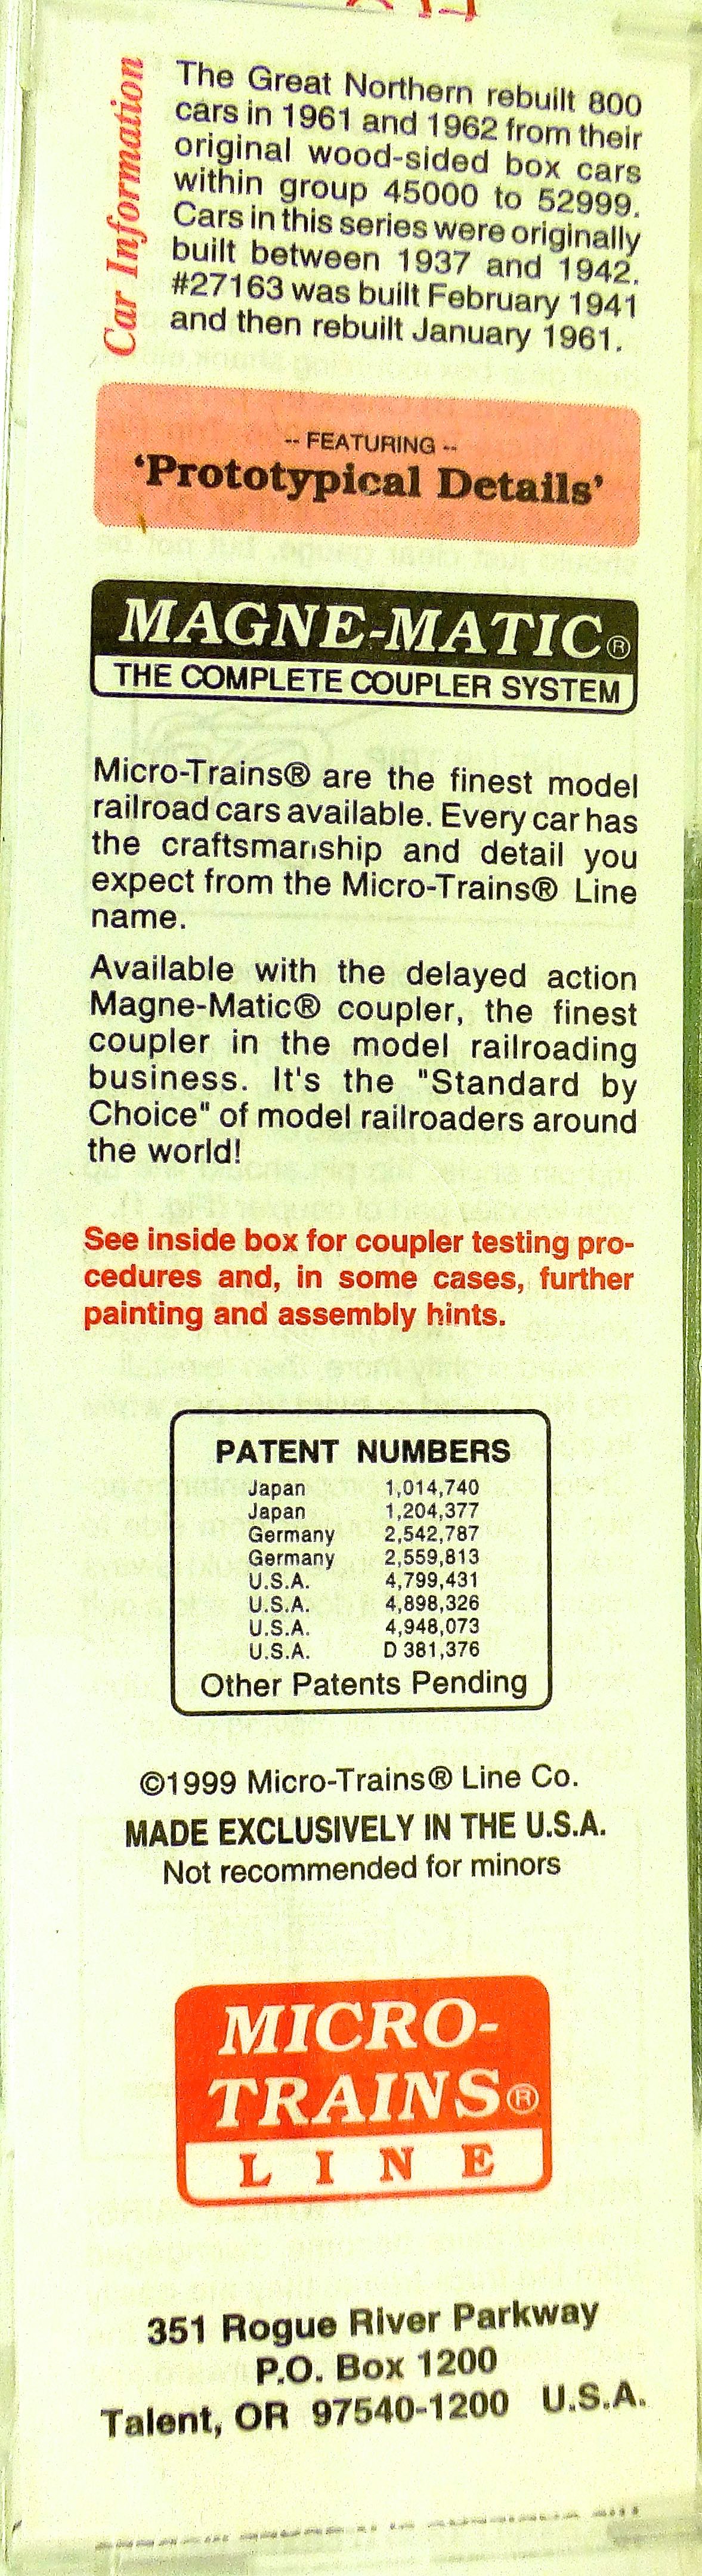 Car Information
The Great Northern rebuilt 800
cars in 1961 and 1962 from their
original wood-sided box cars
within group 45000 to 52999.
Cars in this series were originally
built between 1937 and 1942.
#27163 was built February 1941
and then rebuilt January 1961.
-- FEATURING --
'Prototypical Details'
MAGNE-MATIC®
THE COMPLETE COUPLER SYSTEM
Micro-Trains® are the finest model
railroad cars available. Every car has
the craftsmanship and detail you
expect from the Micro-Trains® Line
name.
Available with the delayed action
Magne-Matic® coupler, the finest
coupler in the model railroading
business. It's the "Standard by
Choice" of model railroaders around
the world!
See inside box for coupler testing pro-
cedures and, in some cases, further
painting and assembly hints.
PATENT NUMBERS
Japan 1,014,740
Japan 1,204,377
Germany 2,542,787
Germany 2,559,813
U.S.A. 4,799,431
U.S.A. 4,898,326
U.S.A. 4,948,073
U.S.A. D 381,376
Other Patents Pending
©1999 Micro-Trains® Line Co.
MADE EXCLUSIVELY IN THE U.S.A.
Not recommended for minors
MICRO-
TRAINS®
LINE
351 Rogue River Parkway
P.O. Box 1200
Talent, OR 97540-1200 U.S.A.